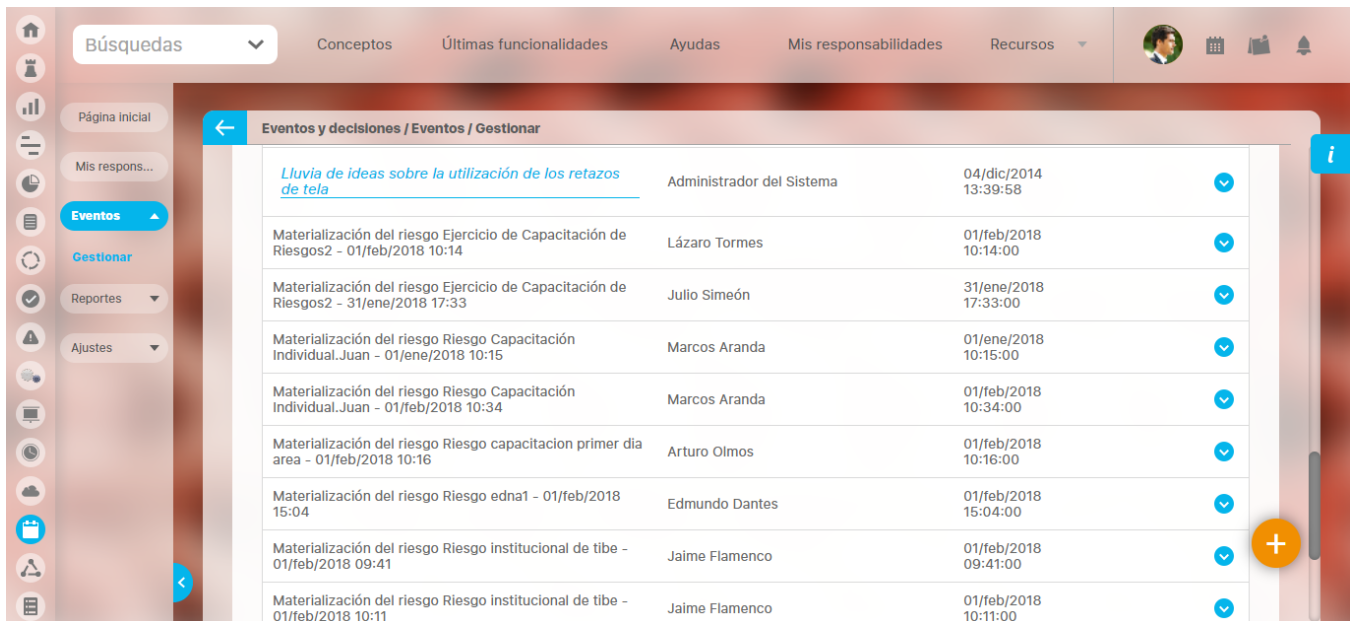 Búsquedas
Conceptos
Últimas funcionalidades
Ayudas
Mis responsabilidades
Recursos
Página inicial
Mis respons...
Eventos
Gestionar
Reportes
Ajustes
Eventos y decisiones / Eventos / Gestionar
i
Lluvia de ideas sobre la utilización de los retazos
de tela
Administrador del Sistema
04/dic/2014
13:39:58
Materialización del riesgo Ejercicio de Capacitación de
Riesgos2 - 01/feb/2018 10:14
Lázaro Tormes
01/feb/2018
10:14:00
Materialización del riesgo Ejercicio de Capacitación de
Riesgos2 - 31/ene/2018 17:33
Julio Simeón
31/ene/2018
17:33:00
Materialización del riesgo Riesgo Capacitación
Individual.Juan - 01/ene/2018 10:15
Marcos Aranda
01/ene/2018
10:15:00
Materialización del riesgo Riesgo Capacitación
Individual.Juan - 01/feb/2018 10:34
Marcos Aranda
01/feb/2018
10:34:00
Materialización del riesgo Riesgo capacitacion primer dia
area - 01/feb/2018 10:16
Arturo Olmos
01/feb/2018
10:16:00
Materialización del riesgo Riesgo edna1 - 01/feb/2018
15:04
Edmundo Dantes
01/feb/2018
15:04:00
Materialización del riesgo Riesgo institucional de tibe -
01/feb/2018 09:41
Jaime Flamenco
01/feb/2018
09:41:00
Materialización del riesgo Riesgo institucional de tibe -
01/feb/2018 10:11
Jaime Flamenco
01/feb/2018
10:11:00